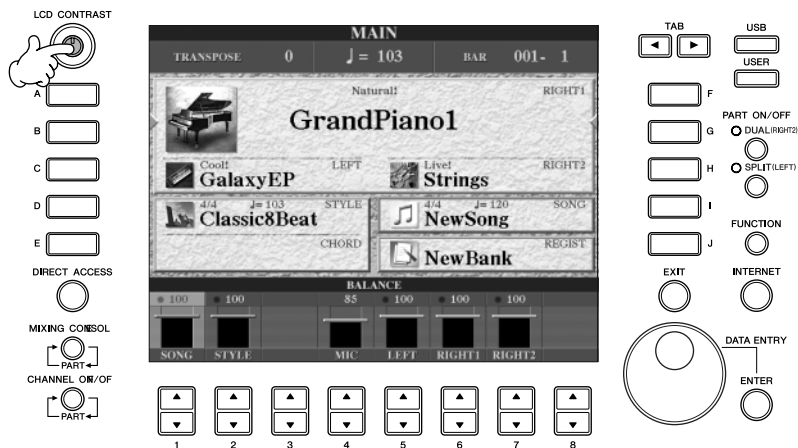 LCD CONTRAST
A
B
C
D
E
DIRECT ACCESS
MIXING CONSOL
PART
CHANNEL ON/OF
PART
MAIN
TRANSPOSE 0 ♩= 103 BAR 001- 1
Natural! RIGHT1
GrandPiano1
Cool! LEFT
GalaxyEP
Live! RIGHT2
Strings
4/4 ♩= 103 STYLE
Classic8Beat
CHORD
4/4 ♩= 120 SONG
NewSong
REGIST
NewBank
BALANCE
100 100 85 100 100 100
SONG STYLE MIC LEFT RIGHT1 RIGHT2
1 2 3 4 5 6 7 8
TAB
USB
USER
F
G
H
I
J
PART ON/OFF
DUAL(RIGHT2)
SPLIT(LEFT)
FUNCTION
EXIT
INTERNET
DATA ENTRY
ENTER